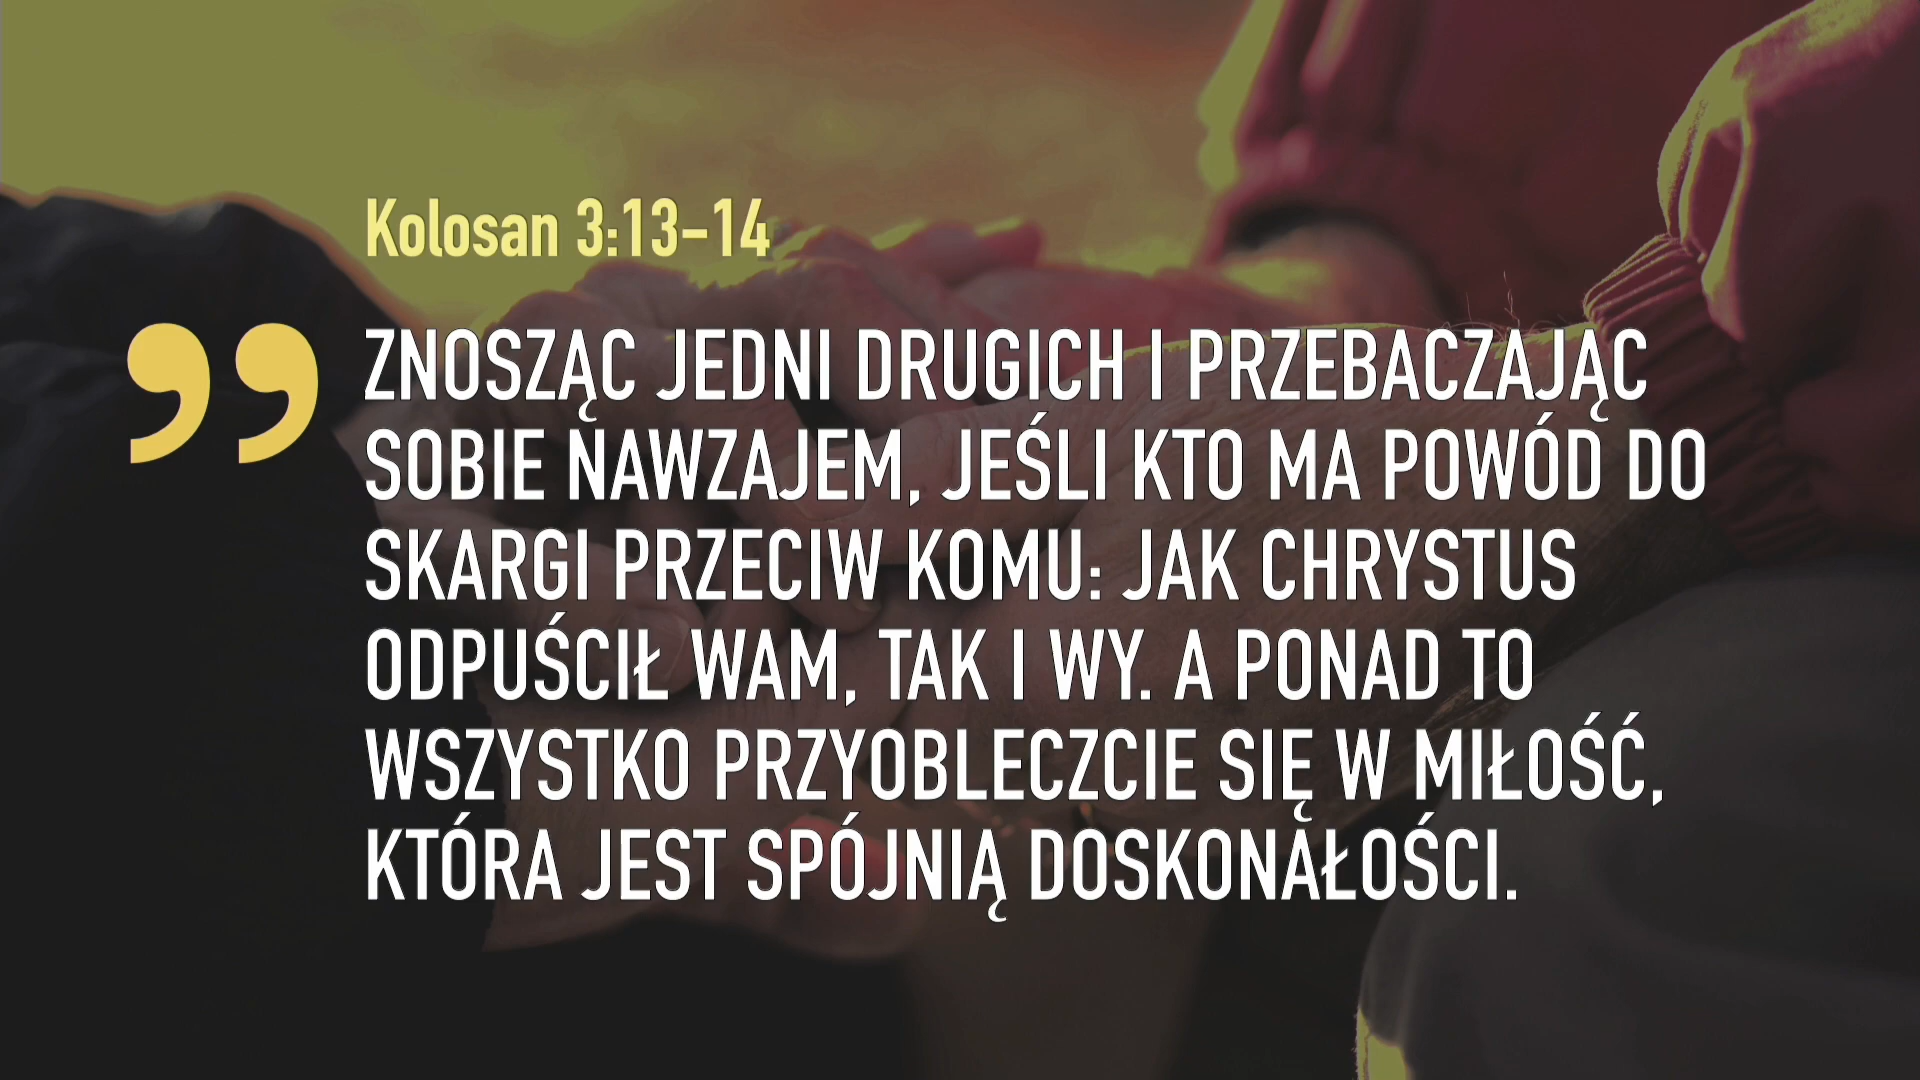 Kolosan 3:13-14
ZNOSZĄC JEDNI DRUGICH I PRZEBACZAJĄC
SOBIE NAWZAJEM, JEŚLI KTO MA POWÓD DO
SKARGI PRZECIW KOMU: JAK CHRYSTUS
ODPUŚCIŁ WAM, TAK I WY. A PONAD TO
WSZYSTKO PRZYOBLECZCIE SIĘ W MIŁOŚĆ,
KTÓRA JEST SPÓJNIĄ DOSKONAŁOŚCI.